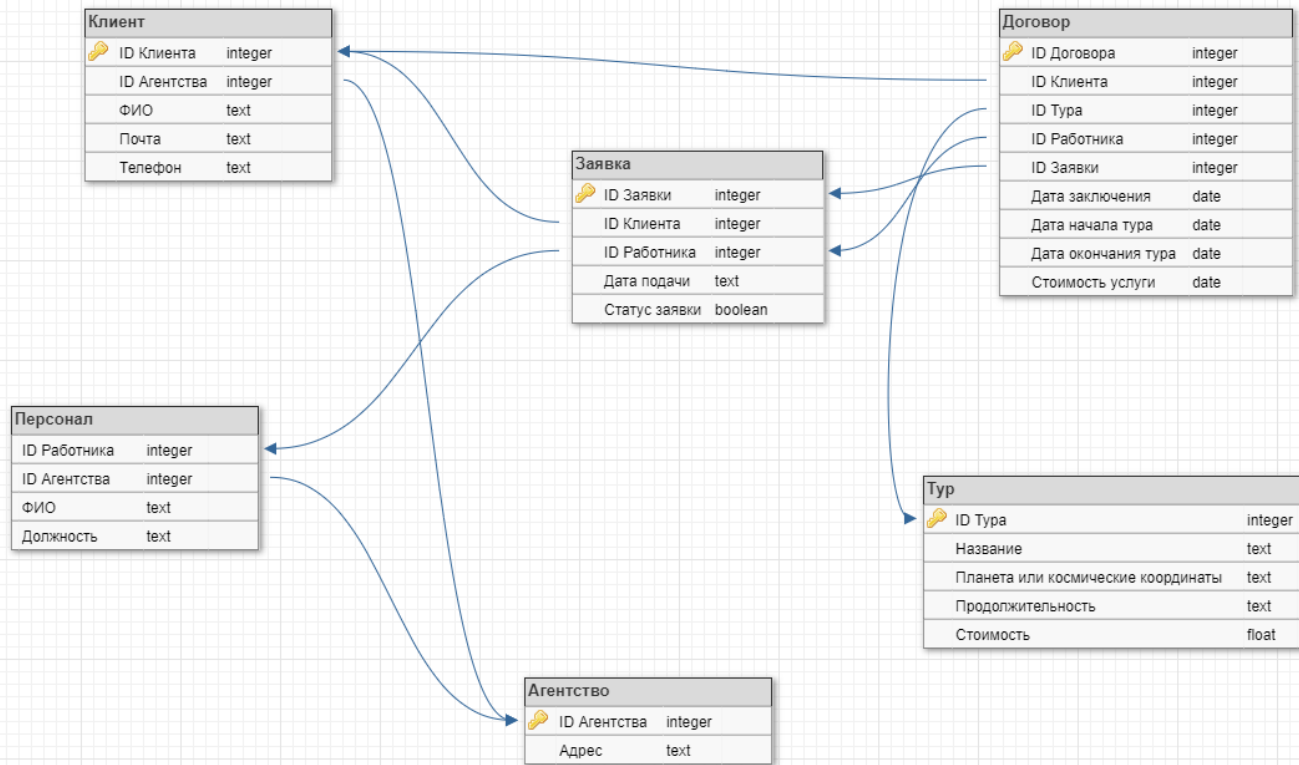 Клиент
ID Клиента integer
ID Агентства integer
ФИО text
Почта text
Телефон text
Договор
ID Договора integer
ID Клиента integer
ID Тура integer
ID Работника integer
ID Заявки integer
Дата заключения date
Дата начала тура date
Дата окончания тура date
Стоимость услуги date
Заявка
ID Заявки integer
ID Клиента integer
ID Работника integer
Дата подачи text
Статус заявки boolean
Персонал
ID Работника integer
ID Агентства integer
ФИО text
Должность text
Тур
ID Тура integer
Название text
Планета или космические координаты text
Продолжительность text
Стоимость float
Агентство
ID Агентства integer
Адрес text